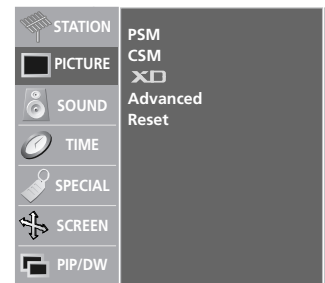 STATION
PICTURE
SOUND
TIME
SPECIAL
SCREEN
PIP/DW
PSM
CSM
XD
Advanced
Reset